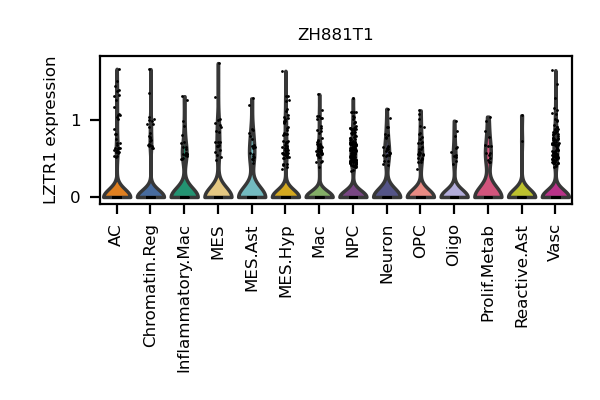 ZH881T1
LZTR1 expression
1
0
AC
Chromatin.Reg
Inflammatory.Mac
MES
MES.Ast
MES.Hyp
Mac
NPC
Neuron
OPC
Oligo
Prolif.Metab
Reactive.Ast
Vasc